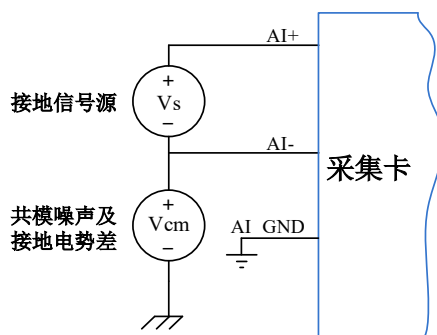 AI+
+
接地信号源
Vs
−
AI-
采集卡
+
共模噪声及
接地电势差
Vcm
−
AI GND